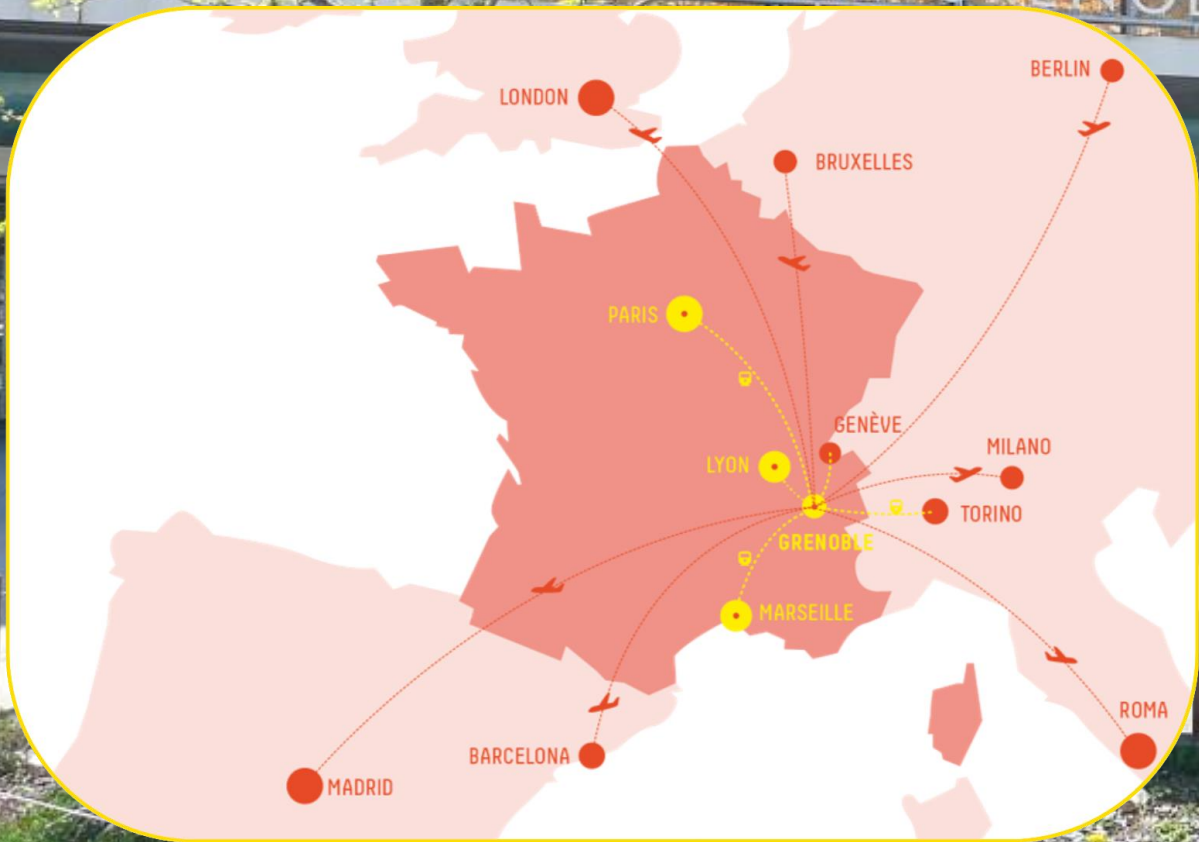 LONDON
BERLIN
BRUXELLES
PARIS
GENÈVE
MILANO
LYON
TORINO
GRENOBLE
MARSEILLE
ROMA
BARCELONA
MADRID